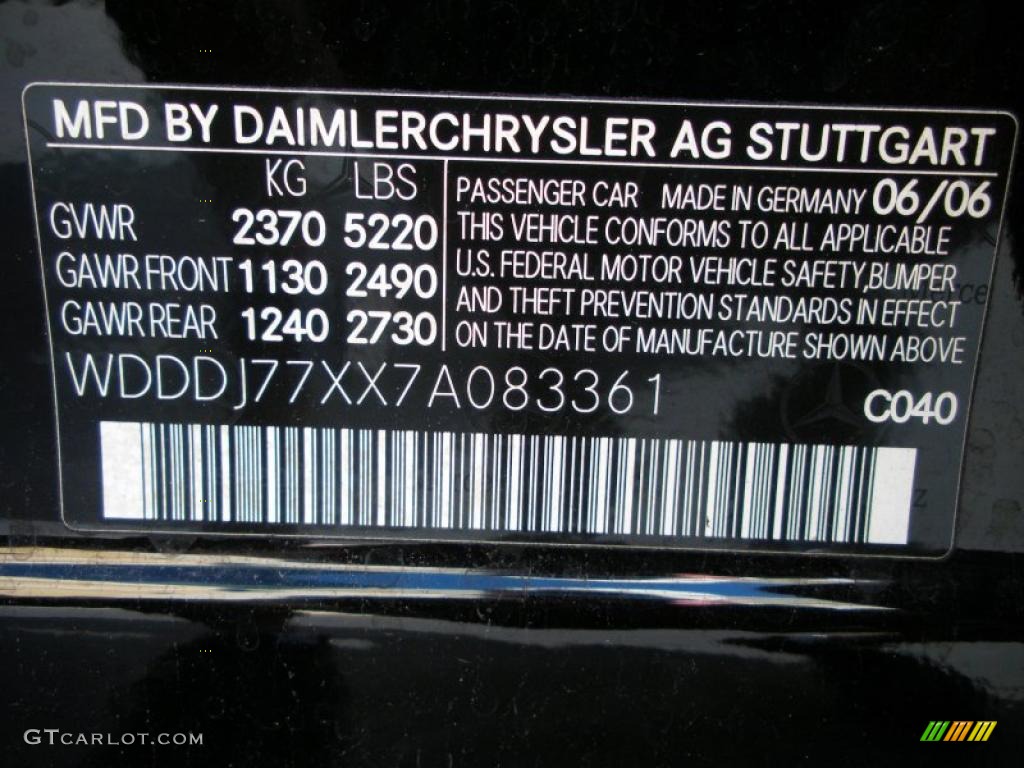 MFD BY DAIMLERCHRYSLER AG STUTTGART
KG LBS
GVWR 2370 5220
GAWR FRONT 1130 2490
GAWR REAR 1240 2730
PASSENGER CAR MADE IN GERMANY 06/06
THIS VEHICLE CONFORMS TO ALL APPLICABLE
U.S. FEDERAL MOTOR VEHICLE SAFETY,BUMPER
AND THEFT PREVENTION STANDARDS IN EFFECT
ON THE DATE OF MANUFACTURE SHOWN ABOVE
WDDDJ77XX7A083361
C040
GTCARLOT.COM